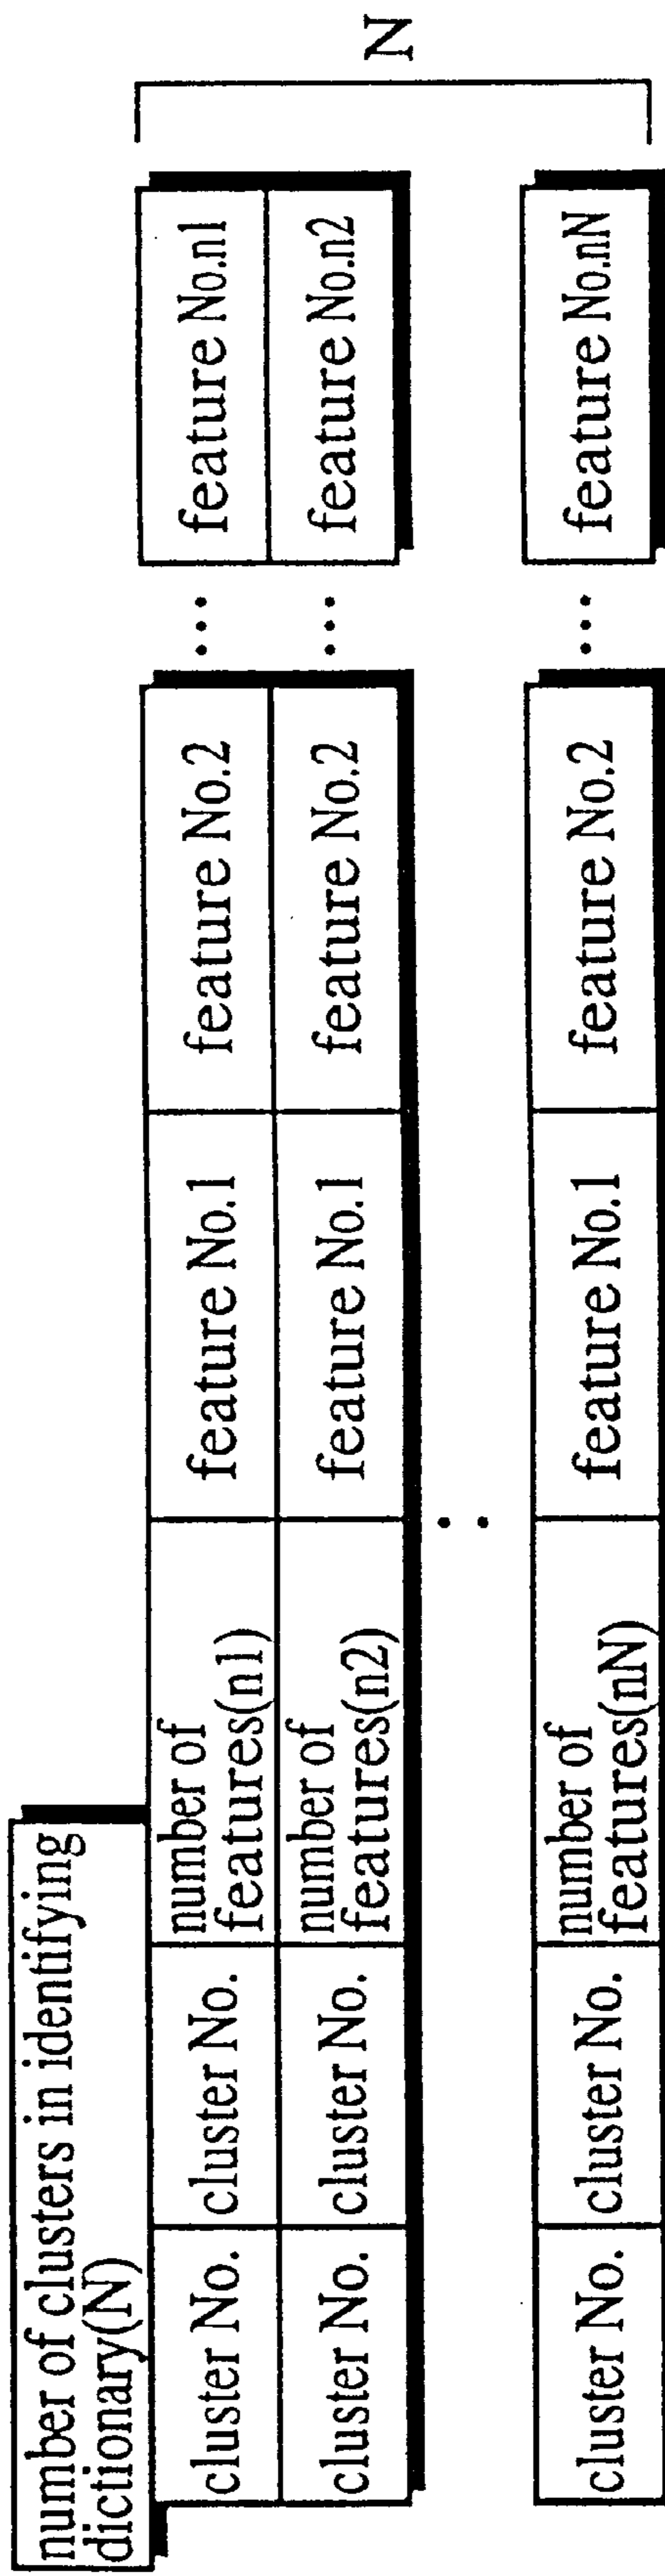 number of clusters in identifying
dictionary(N)
cluster No. cluster No. number of features(n1) feature No.1 feature No.2 ... feature No.n1
cluster No. cluster No. number of features(n2) feature No.1 feature No.2 ... feature No.n2
cluster No. cluster No. number of features(nN) feature No.1 feature No.2 ... feature No.nN
N